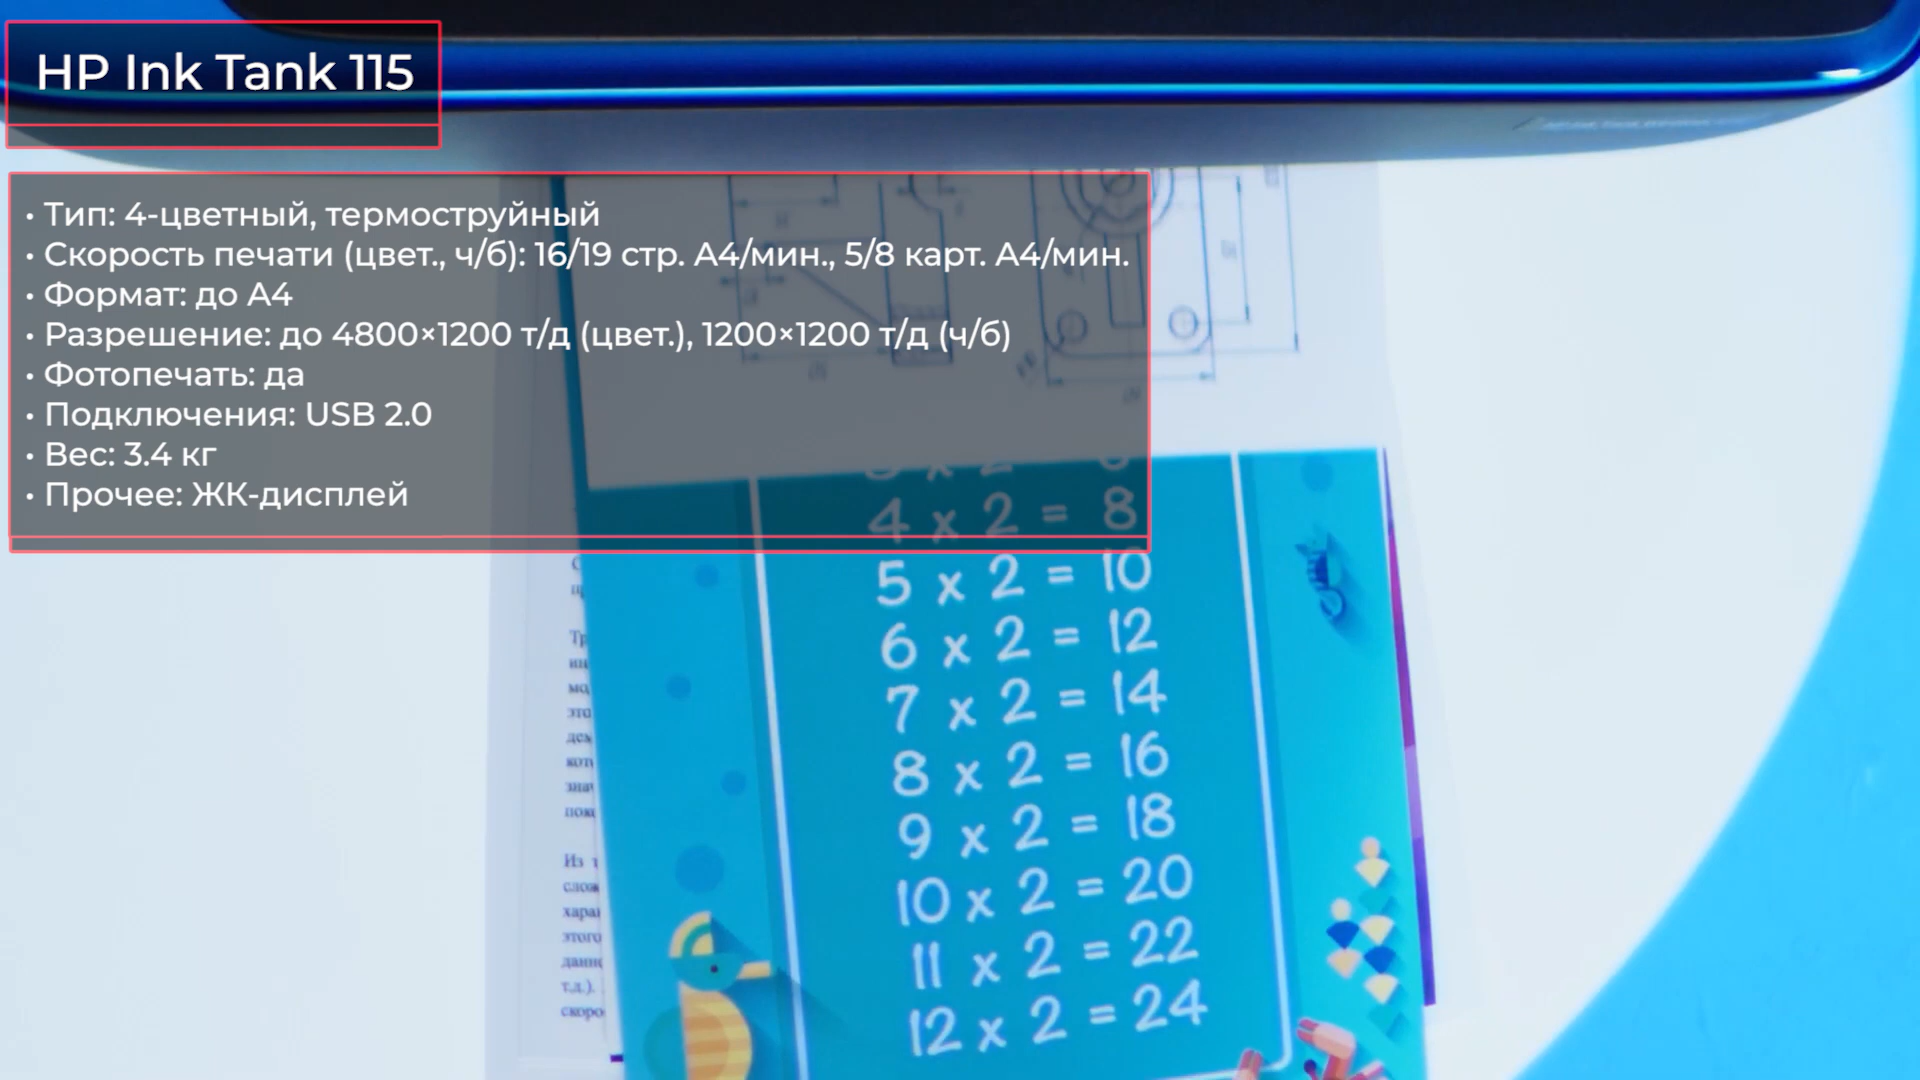 HP Ink Tank 115
• Тип: 4-цветный, термоструйный
• Скорость печати (цвет., ч/б): 16/19 стр. А4/мин., 5/8 карт. А4/мин.
• Формат: до А4
• Разрешение: до 4800×1200 т/д (цвет.), 1200×1200 т/д (ч/б)
• Фотопечать: да
• Подключения: USB 2.0
• Вес: 3.4 кг
• Прочее: ЖК-дисплей
4 x 2 = 8
5 x 2 = 10
6 x 2 = 12
7 x 2 = 14
8 x 2 = 16
9 x 2 = 18
10 x 2 = 20
11 x 2 = 22
12 x 2 = 24
Из
этого
т.д.).